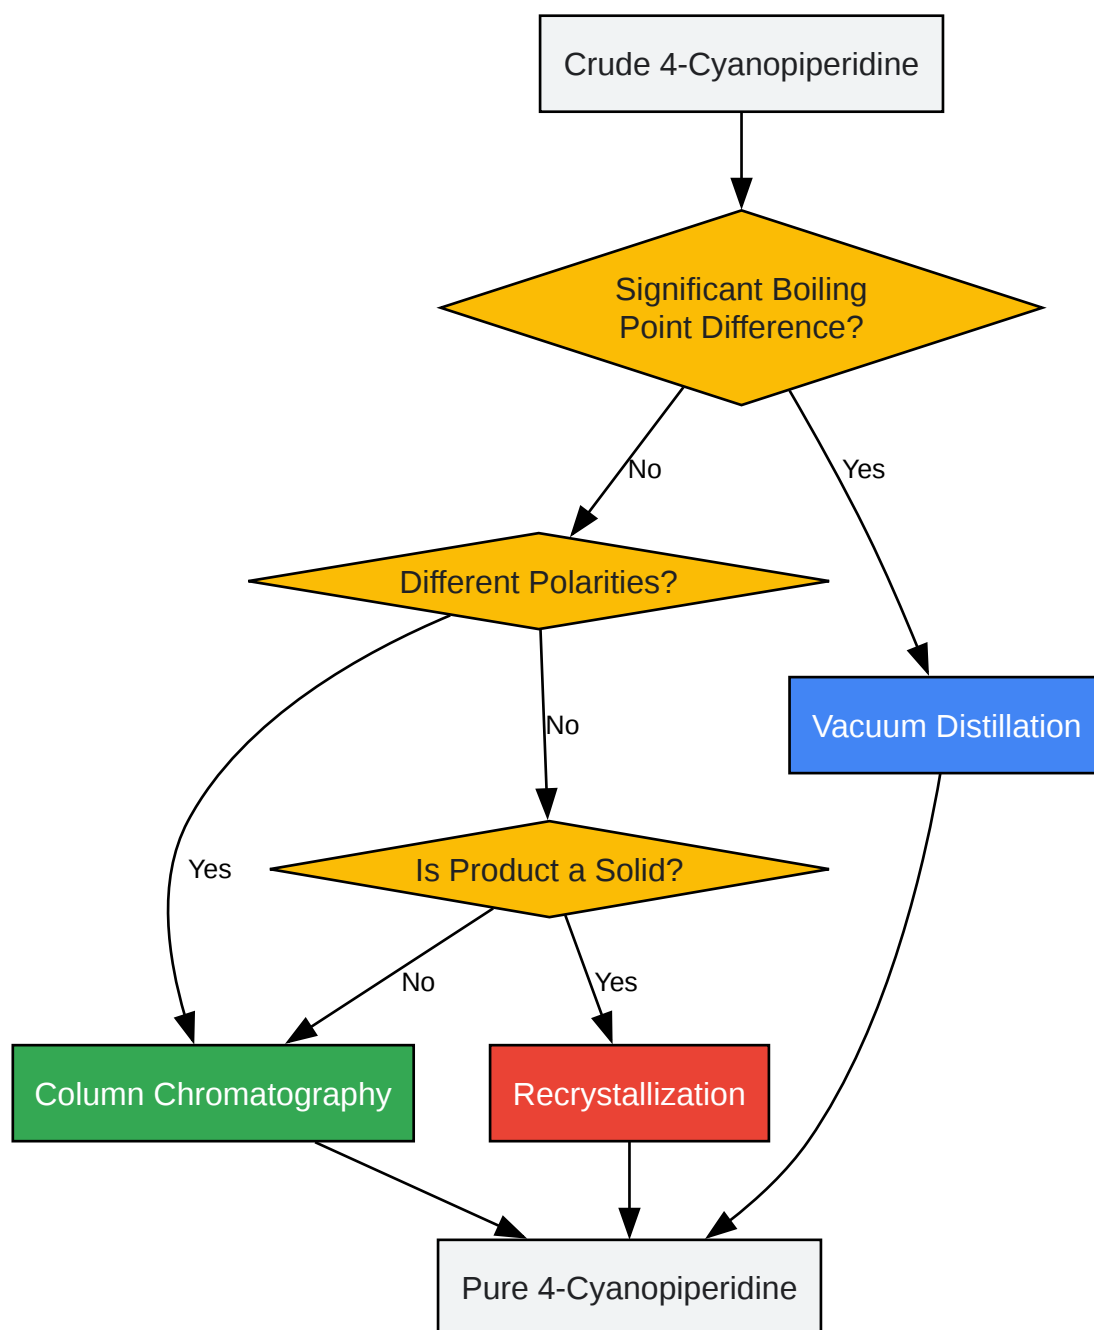 Crude 4-Cyanopiperidine
Significant Boiling
Point Difference?
No
Yes
Different Polarities?
No
Vacuum Distillation
Yes
Is Product a Solid?
No
Yes
Column Chromatography
Recrystallization
Pure 4-Cyanopiperidine